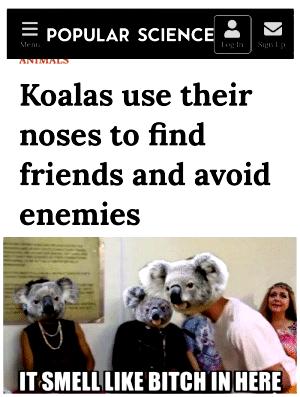 POPULAR SCIENCE
Menu
Log In
Sign Up
ANIMALS
Koalas use their
noses to find
friends and avoid
enemies
IT SMELL LIKE BITCH IN HERE